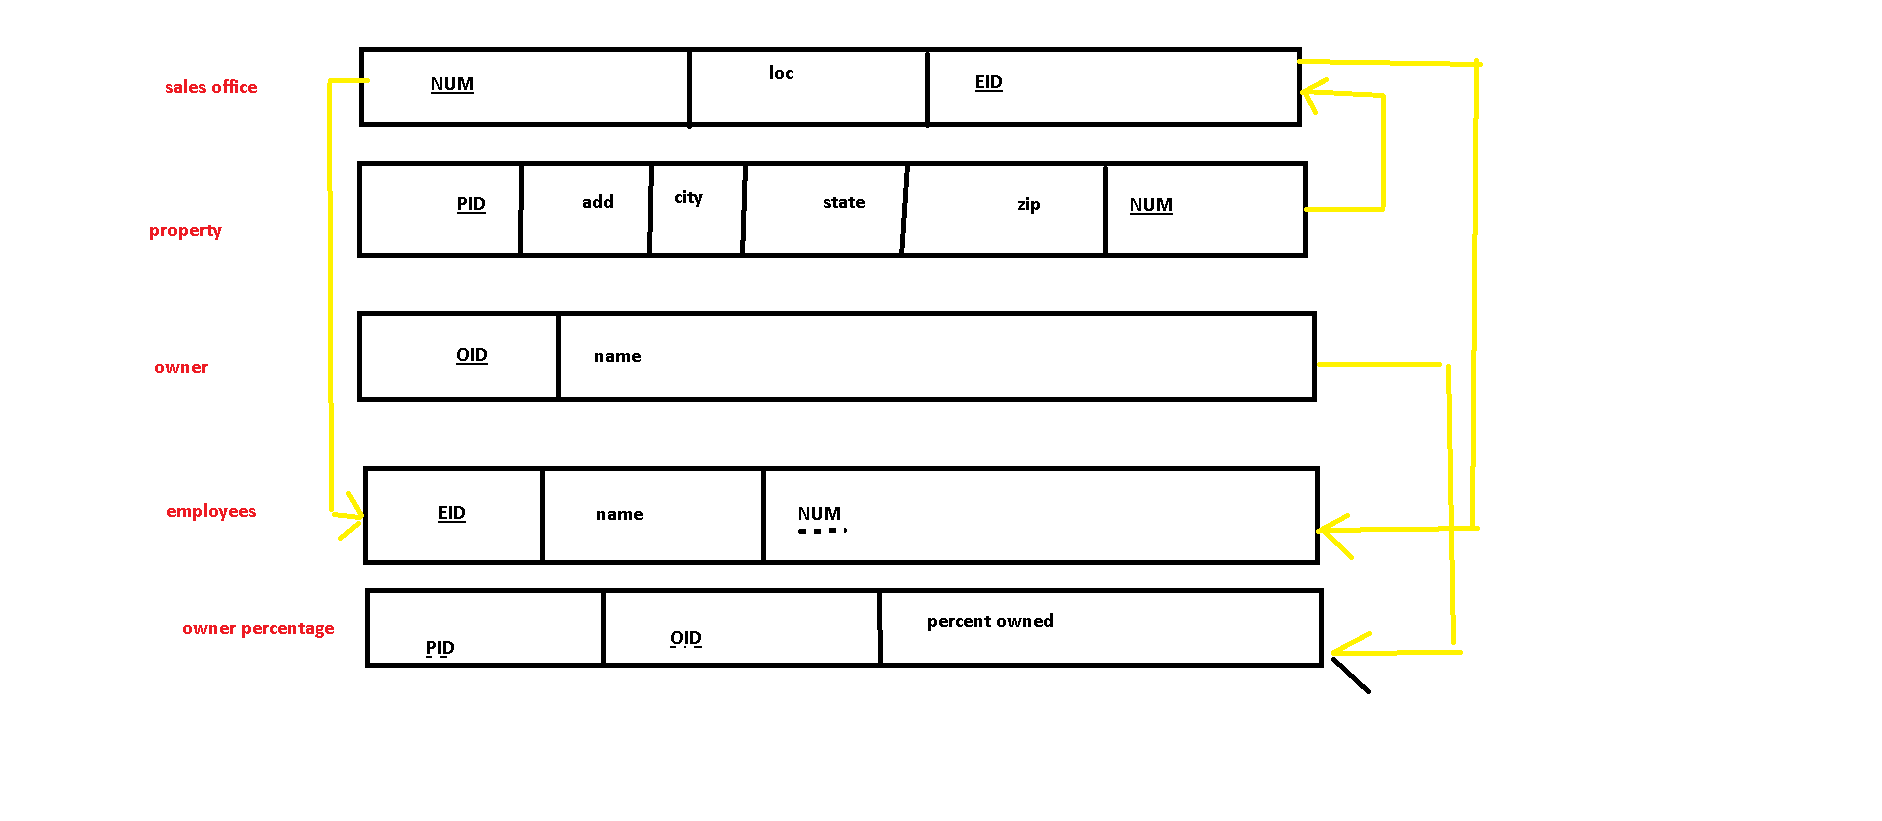 sales office
NUM
loc
EID
property
PID
add
city
state
zip
NUM
owner
OID
name
employees
EID
name
NUM
owner percentage
PID
OID
percent owned